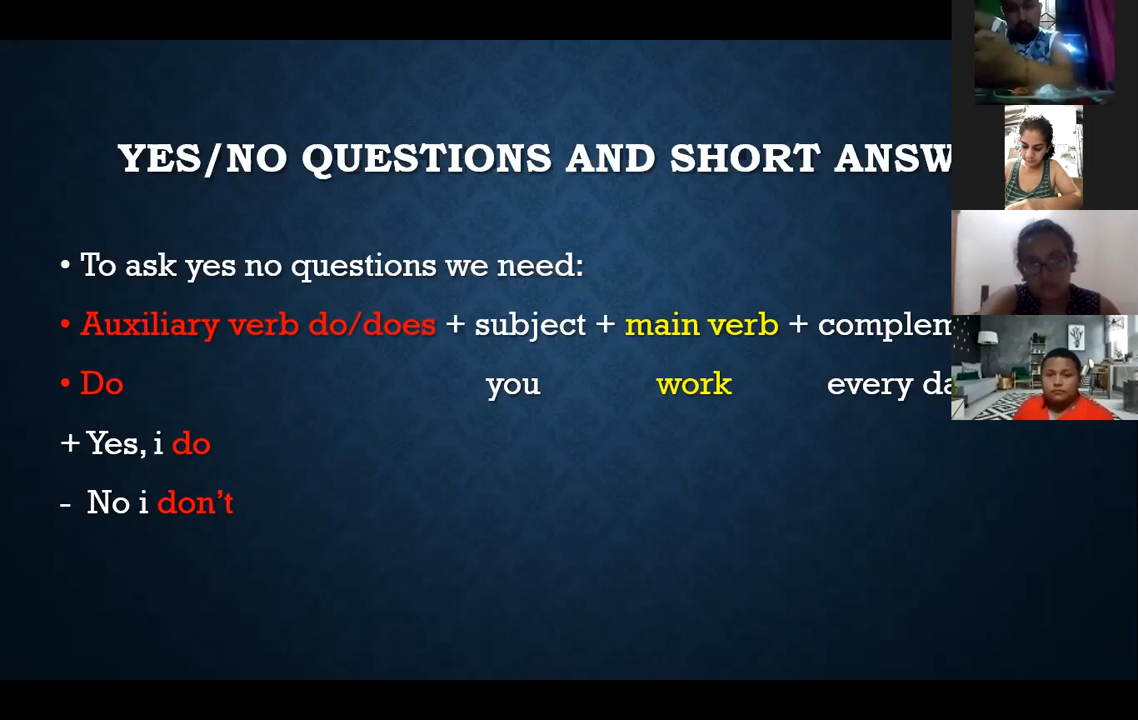 YES/NO QUESTIONS AND SHORT ANSW
• To ask yes no questions we need:
• Auxiliary verb do/does + subject + main verb + complem
• Do you work every da
+ Yes, i do
- No i don't